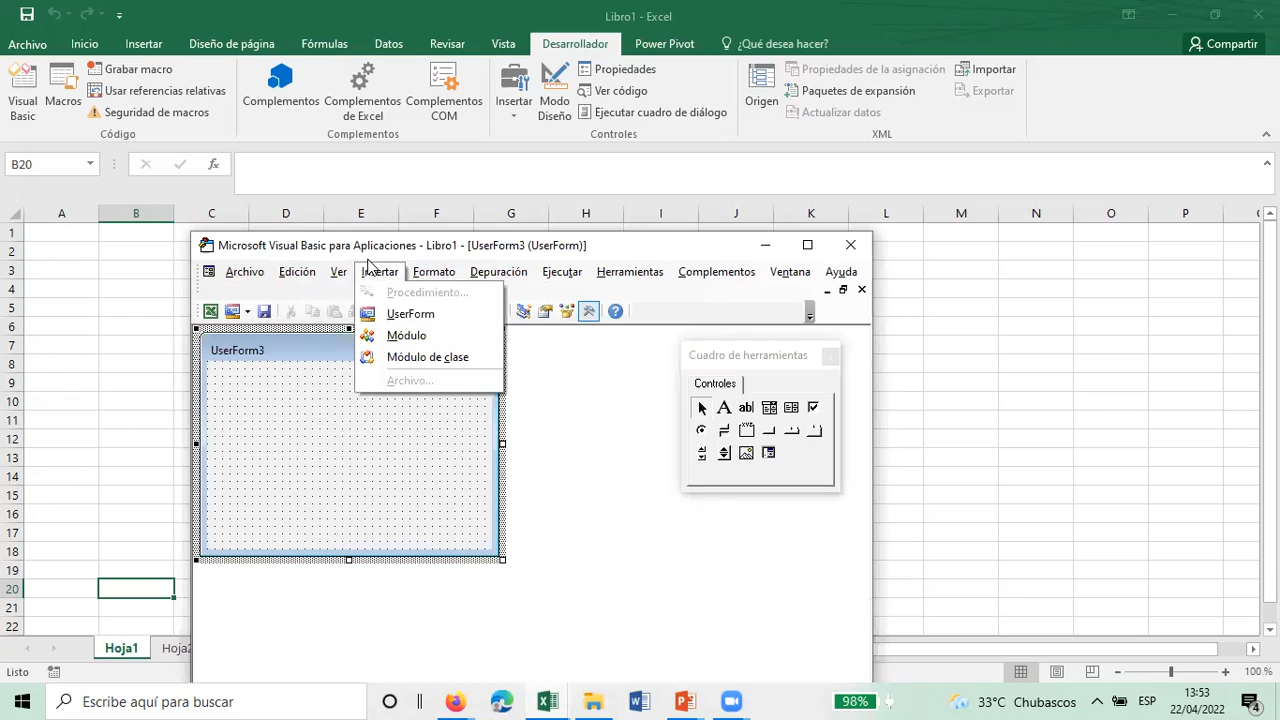 Libro1 - Excel
Archivo Inicio Insertar Diseño de página Fórmulas Datos Revisar Vista Desarrollador Power Pivot ¿Qué desea hacer? Compartir
Visual Basic
Macros
Grabar macro
Usar referencias relativas
Seguridad de macros
Código
Complementos
Complementos de Excel
Complementos COM
Complementos
Insertar
Modo Diseño
Propiedades
Ver código
Ejecutar cuadro de diálogo
Controles
Origen
Propiedades de la asignación
Paquetes de expansión
Actualizar datos
Importar
Exportar
XML
B20
fx
A B C D E F G H I J K L M N O P
1
2
3
4
5
6
7
8
9
10
11
12
13
14
15
16
17
18
19
20
21
22
Microsoft Visual Basic para Aplicaciones - Libro1 - [UserForm3 (UserForm)]
Archivo Edición Ver Insertar Formato Depuración Ejecutar Herramientas Complementos Ventana Ayuda
Procedimiento...
UserForm
Módulo
Módulo de clase
Archivo...
UserForm3
Cuadro de herramientas
Controles
A ab|
Hoja1
Listo
100 %
Escribe aquí para buscar
98%
33°C Chubascos
ESP
13:53
22/04/2022
4